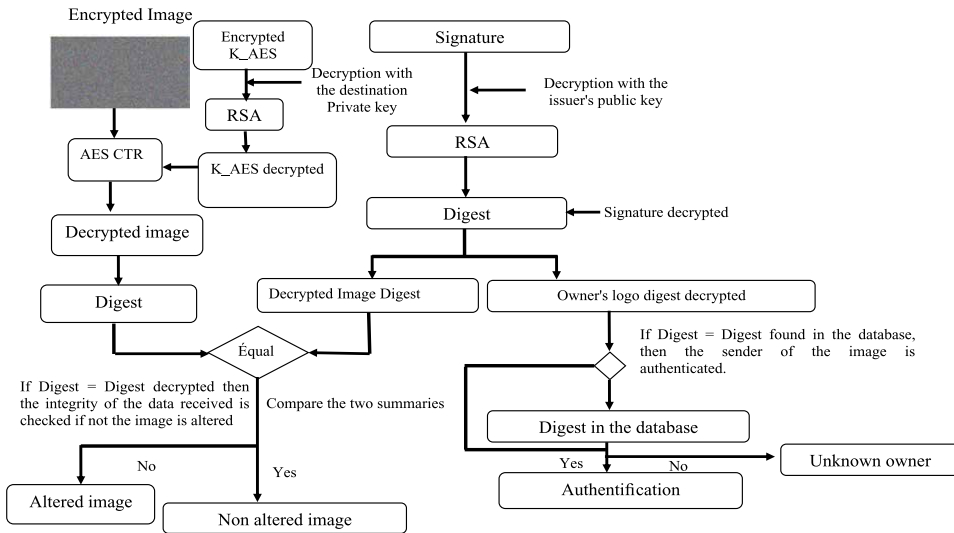 Encrypted Image
Encrypted
K_AES
Signature
Decryption with
the destination
Private key
Decryption with the
issuer's public key
RSA
RSA
AES CTR
K_AES decrypted
Digest
Signature decrypted
Decrypted image
Digest
Decrypted Image Digest
Owner's logo digest decrypted
Équal
If Digest = Digest found in the database,
then the sender of the image is
authenticated.
If Digest = Digest decrypted then
the integrity of the data received is
checked if not the image is altered
Compare the two summaries
Digest in the database
No
Yes
Yes
No
Unknown owner
Altered image
Non altered image
Authentification